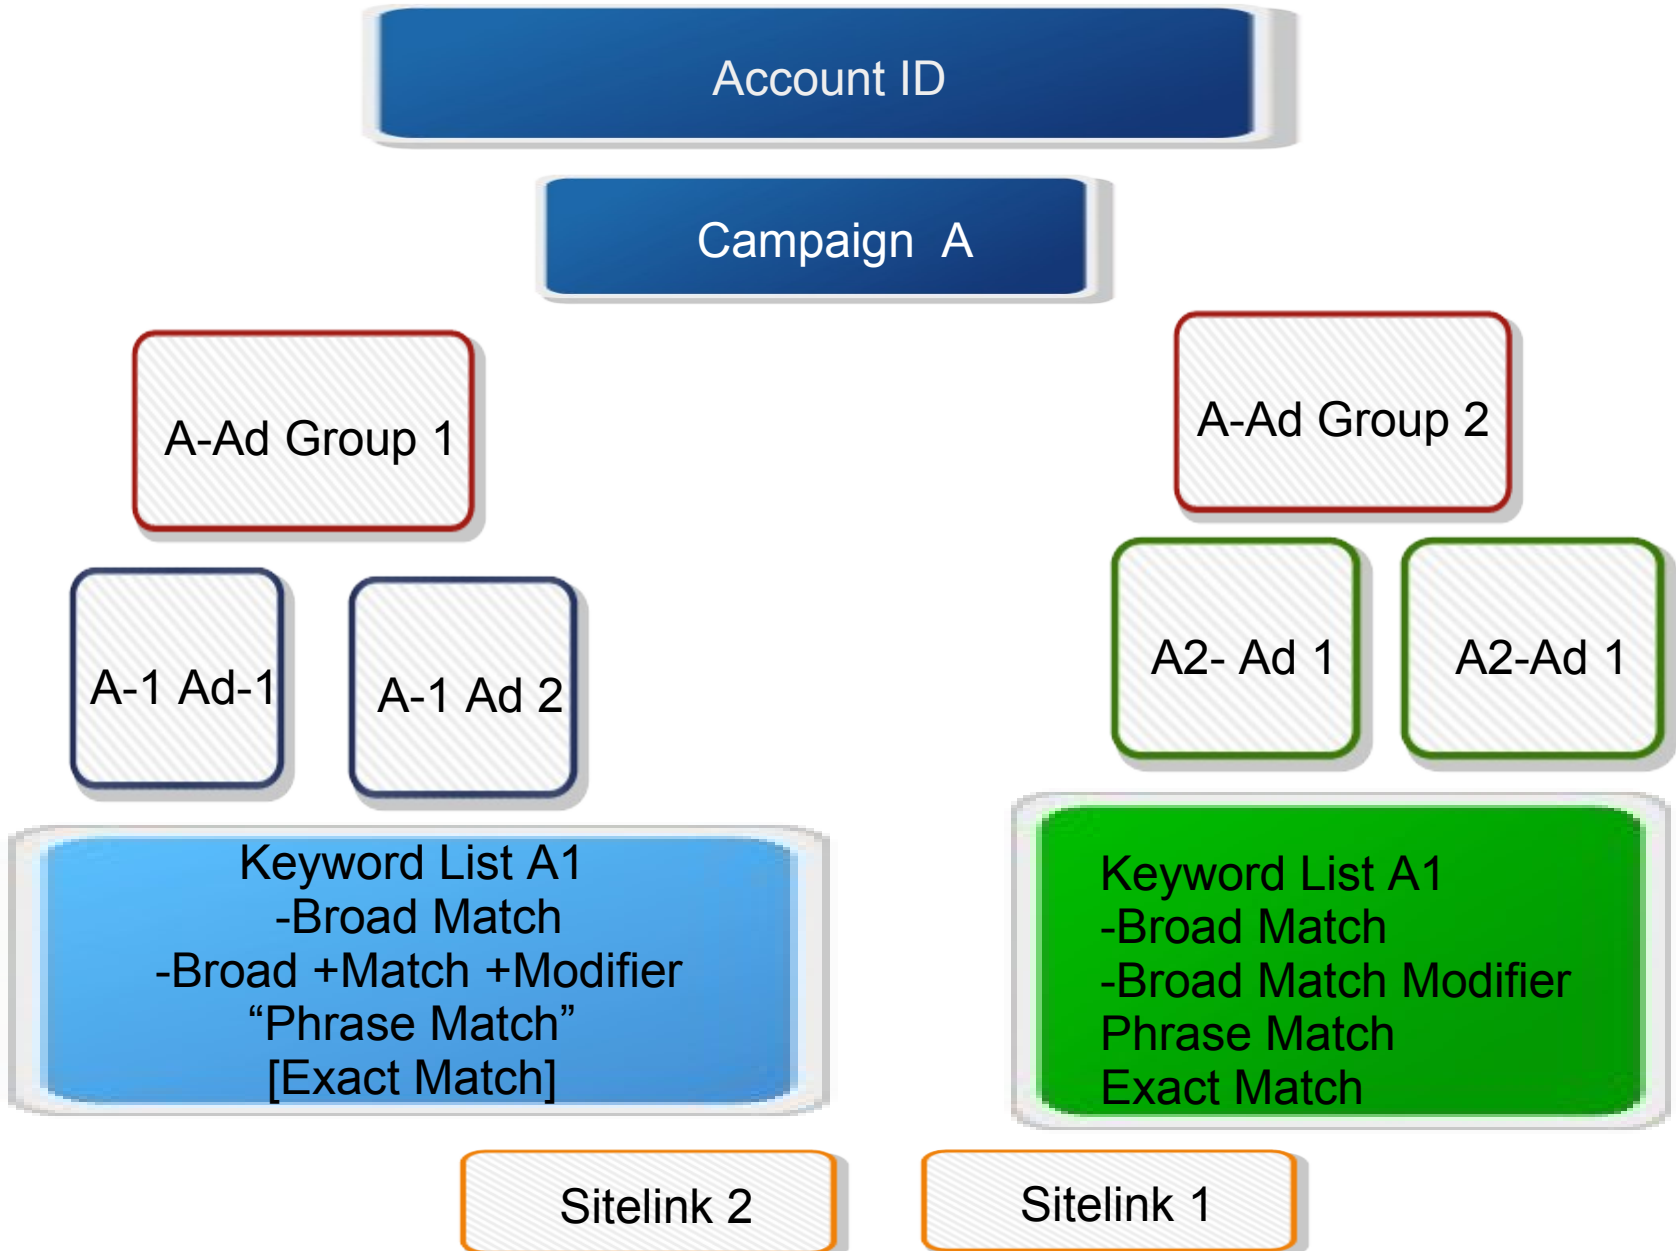 Account ID
Campaign  A
A-Ad Group 1
A-Ad Group 2
A-1 Ad-1
A-1 Ad 2
A2- Ad 1
A2-Ad 1
Keyword List A1
-Broad Match
-Broad +Match +Modifier
“Phrase Match”
[Exact Match]
Keyword List A1
-Broad Match
-Broad Match Modifier
Phrase Match
Exact Match
Sitelink 2
Sitelink 1